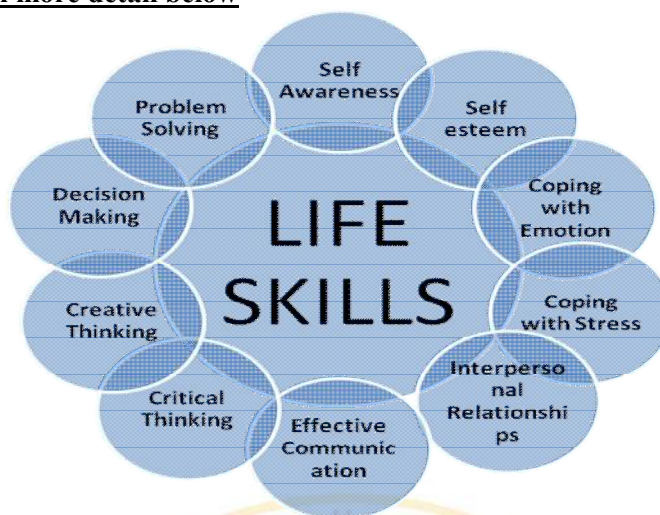 in more detail below
Self
Awareness
Self
esteem
Coping
with
Emotion
Coping
with Stress
Interperso
nal
Relationshi
ps
Effective
Communic
ation
Critical
Thinking
Creative
Thinking
Decision
Making
Problem
Solving
LIFE
SKILLS